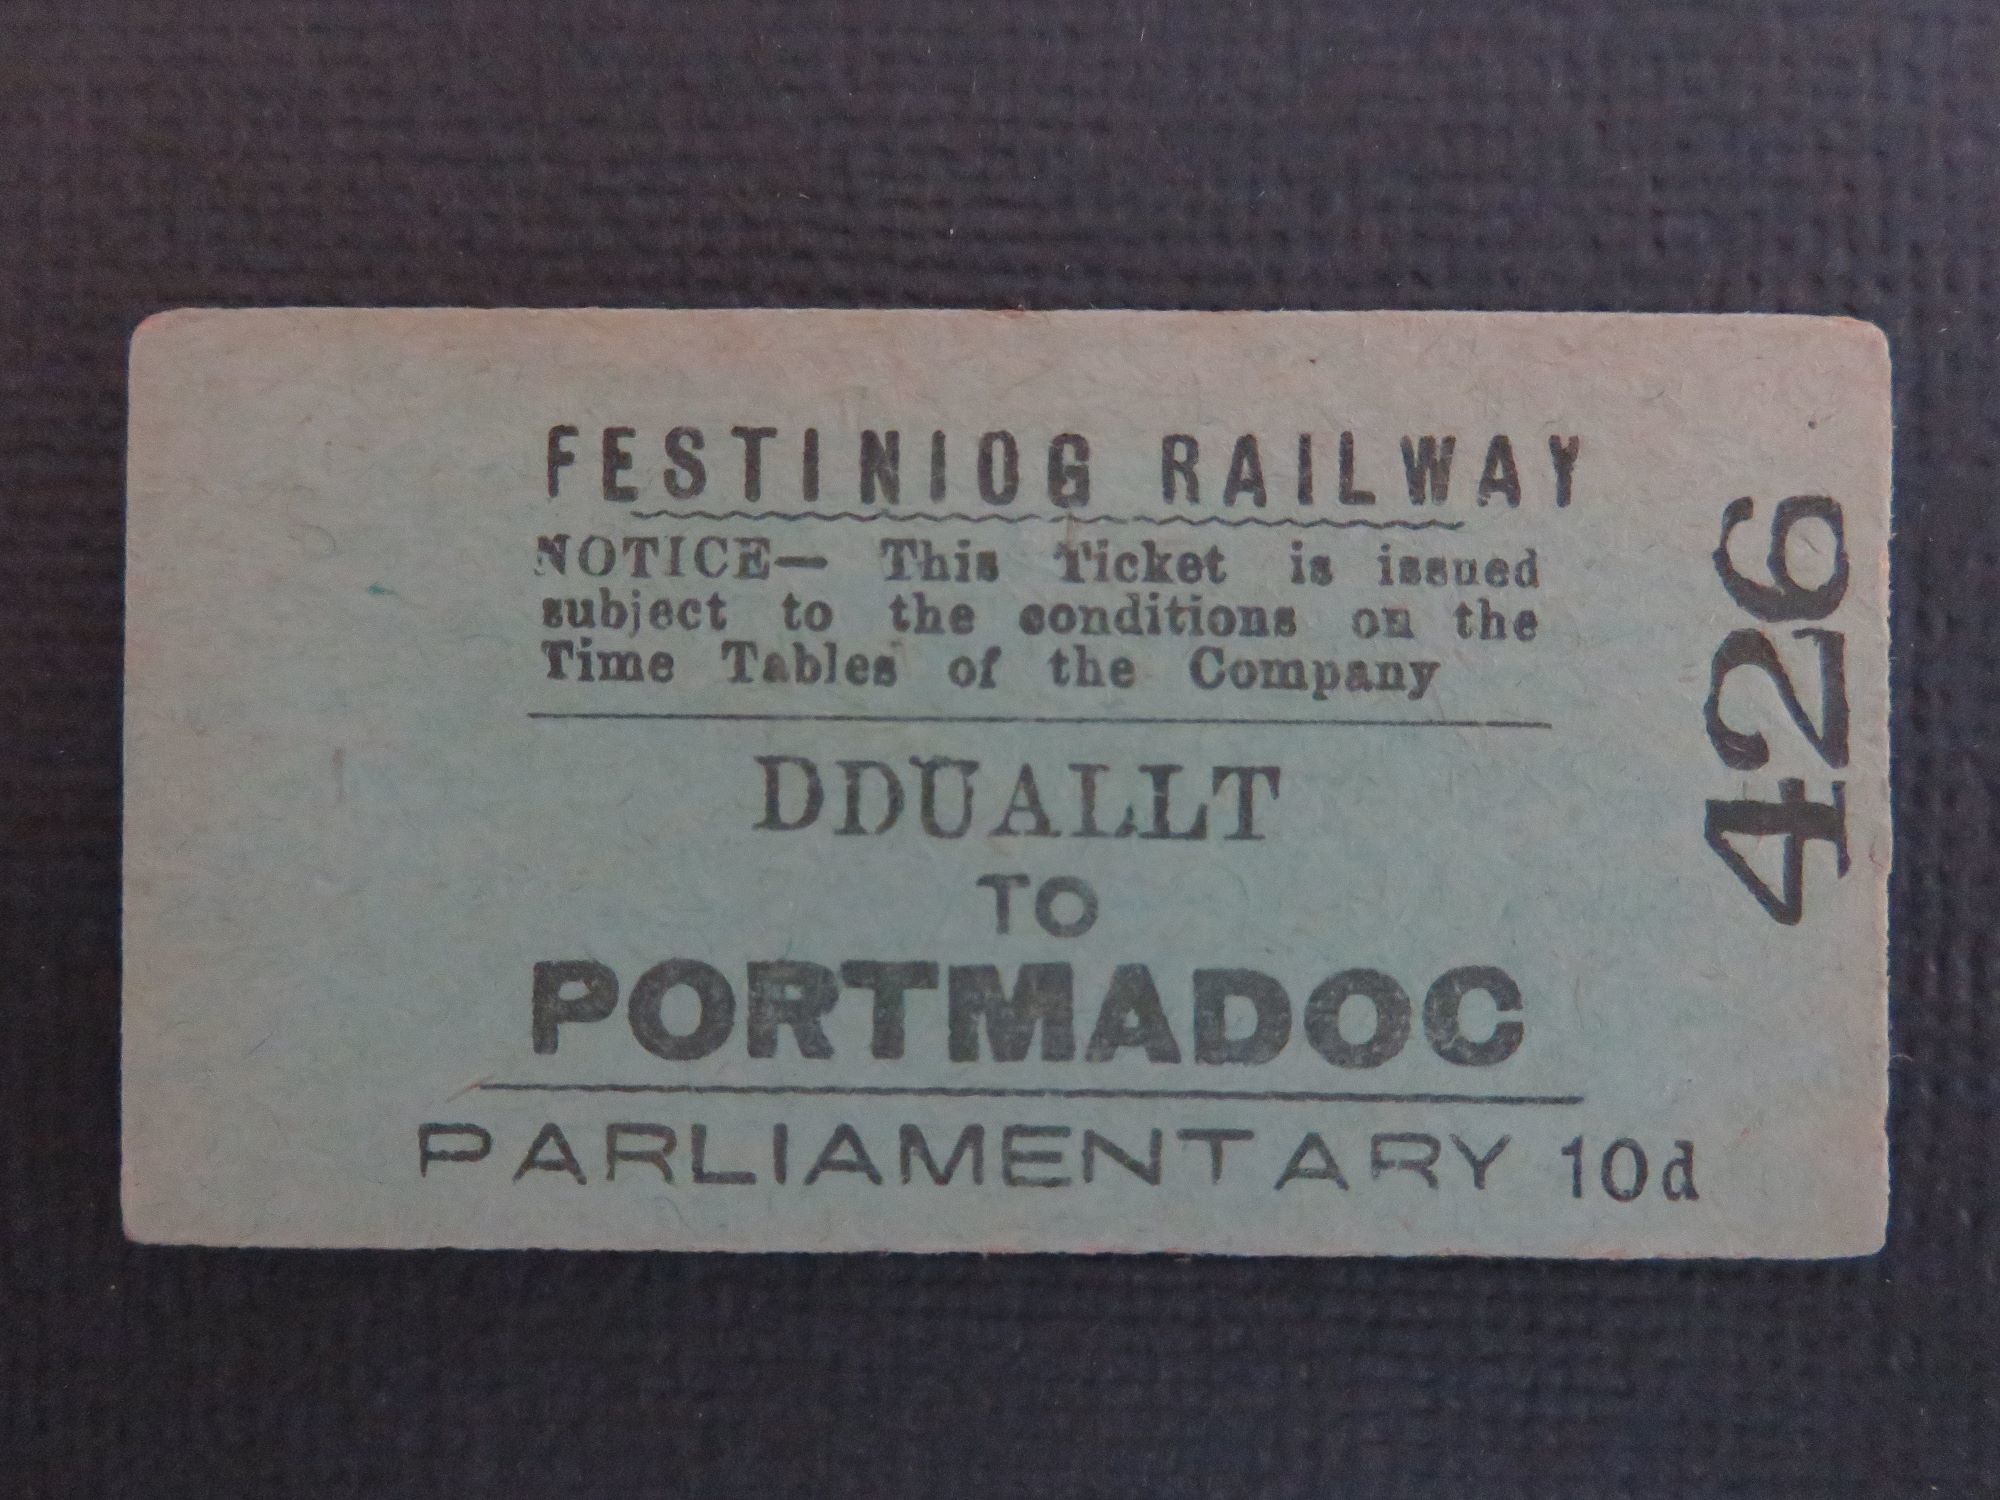 FESTINIOG RAILWAY
NOTICE— This Ticket is issued
subject to the conditions on the
Time Tables of the Company
DDUALLT
TO
PORTMADOC
PARLIAMENTARY 10d
426